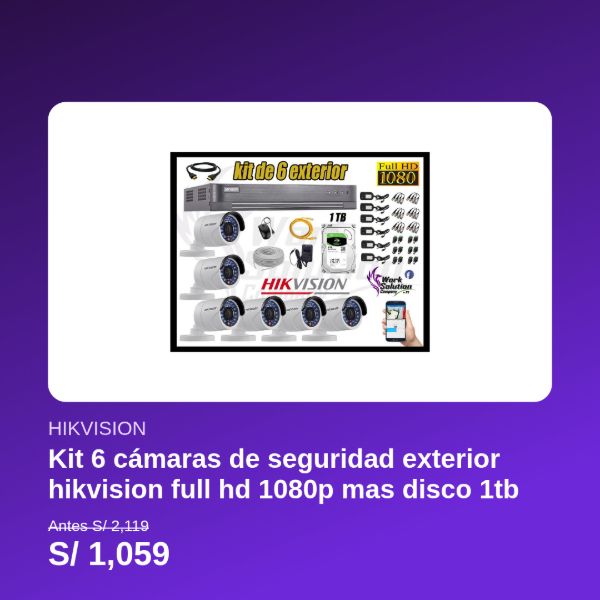 kit de 6 exterior
Full HD
1080
1 TB
HIKVISION
Work
Solution
Company
HIKVISION
Kit 6 cámaras de seguridad exterior
hikvision full hd 1080p mas disco 1tb
Antes S/ 2,119
S/ 1,059